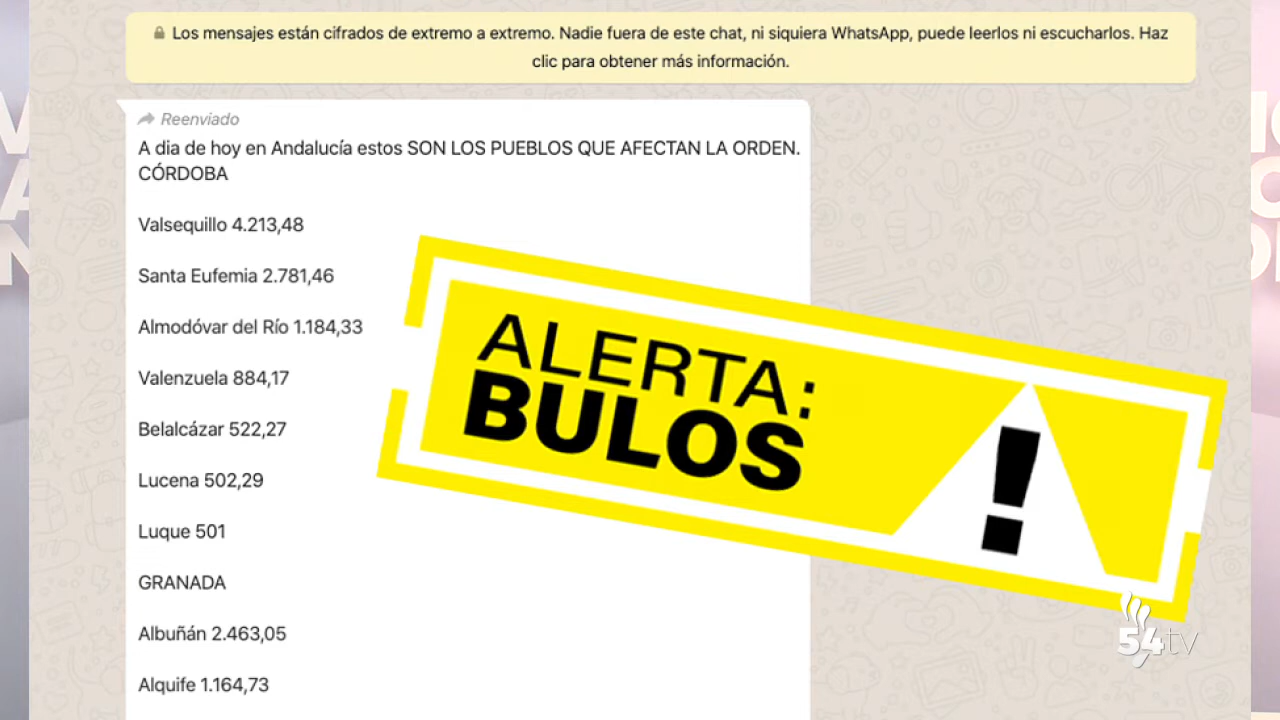 Los mensajes están cifrados de extremo a extremo. Nadie fuera de este chat, ni siquiera WhatsApp, puede leerlos ni escucharlos. Haz
clic para obtener más información.
Reenviado
A dia de hoy en Andalucía estos SON LOS PUEBLOS QUE AFECTAN LA ORDEN.
CÓRDOBA
Valsequillo 4.213,48
Santa Eufemia 2.781,46
Almodóvar del Río 1.184,33
Valenzuela 884,17
Belalcázar 522,27
Lucena 502,29
Luque 501
GRANADA
Albuñán 2.463,05
Alquife 1.164,73
ALERTA:
BULOS
!
54tv